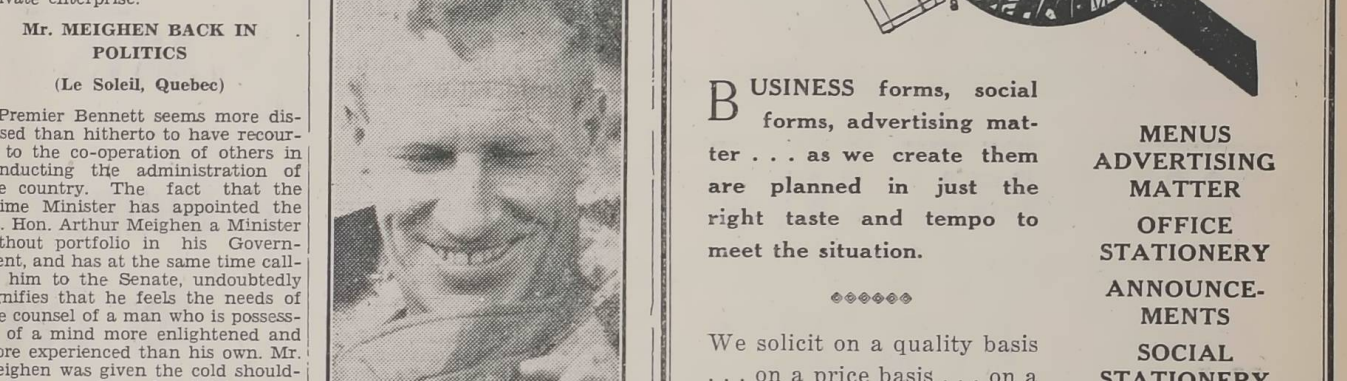 Mr. MEIGHEN BACK IN
POLITICS
(Le Soleil, Quebec)
Premier Bennett seems more dis-
sed than hitherto to have recour-
to the co-operation of others in
nducting the administration of
e country. The fact that the
ime Minister has appointed the
. Hon. Arthur Meighen a Minister
thout portfolio in his Govern-
ent, and has at the same time call-
him to the Senate, undoubtedly
nifies that he feels the needs of
e counsel of a man who is possess-
of a mind more enlightened and
ore experienced than his own. Mr.
eighen was given the cold should-
BUSINESS forms, social
forms, advertising mat-
ter . . . as we create them
are planned in just the
right taste and tempo to
meet the situation.
We solicit on a quality basis
. . . on a price basis . . . on a
MENUS
ADVERTISING
MATTER
OFFICE
STATIONERY
ANNOUNCE-
MENTS
SOCIAL
STATIONERY